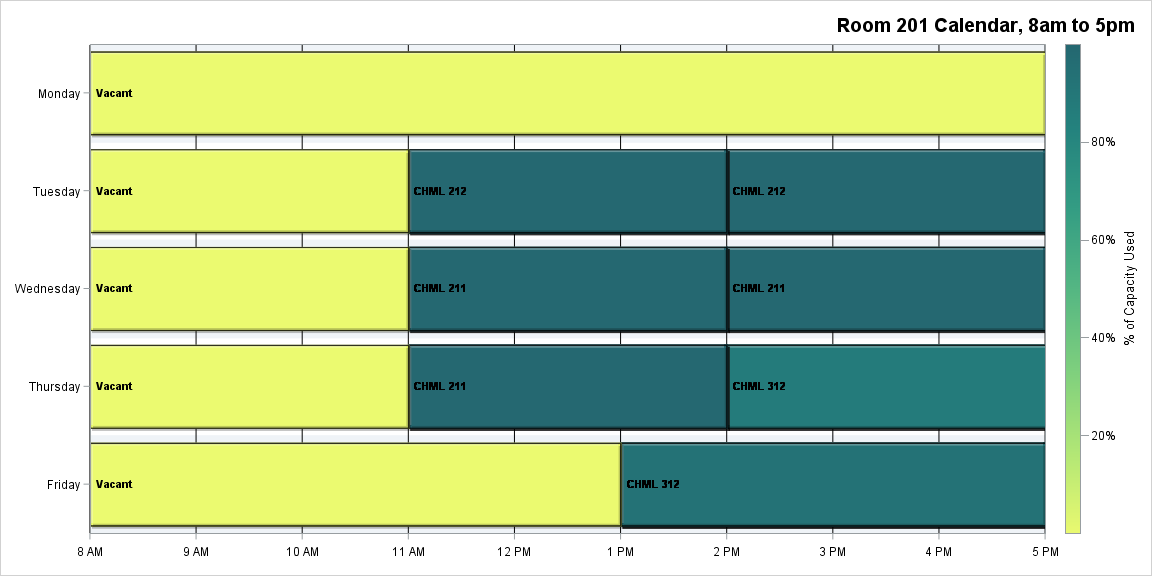 Room 201 Calendar, 8am to 5pm
Monday
Vacant
Tuesday
Vacant
CHML 212
CHML 212
Wednesday
Vacant
CHML 211
CHML 211
Thursday
Vacant
CHML 211
CHML 312
Friday
Vacant
CHML 312
8 AM
9 AM
10 AM
11 AM
12 PM
1 PM
2 PM
3 PM
4 PM
5 PM
80%
60%
40%
20%
% of Capacity Used